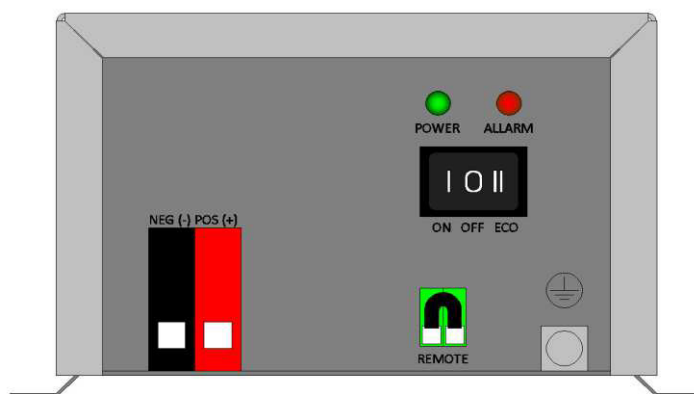 POWER ALLARM
I O II
ON OFF ECO
NEG (-) POS (+)
REMOTE